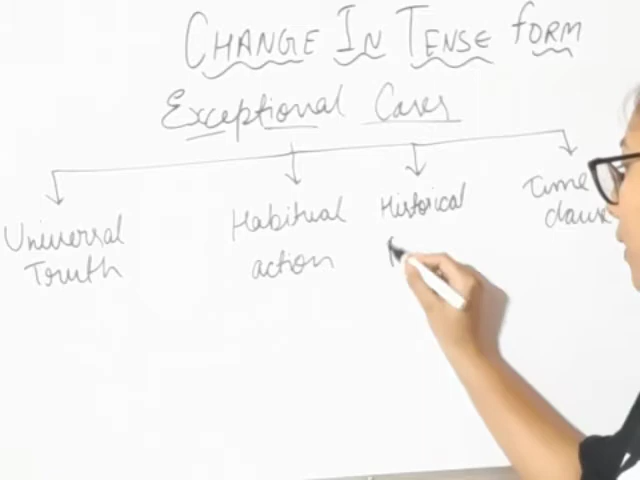 CHANGE IN TENSE fORM
Exceptional Cases
Universal
Truth
Habitual
action
Historical
Time
clause